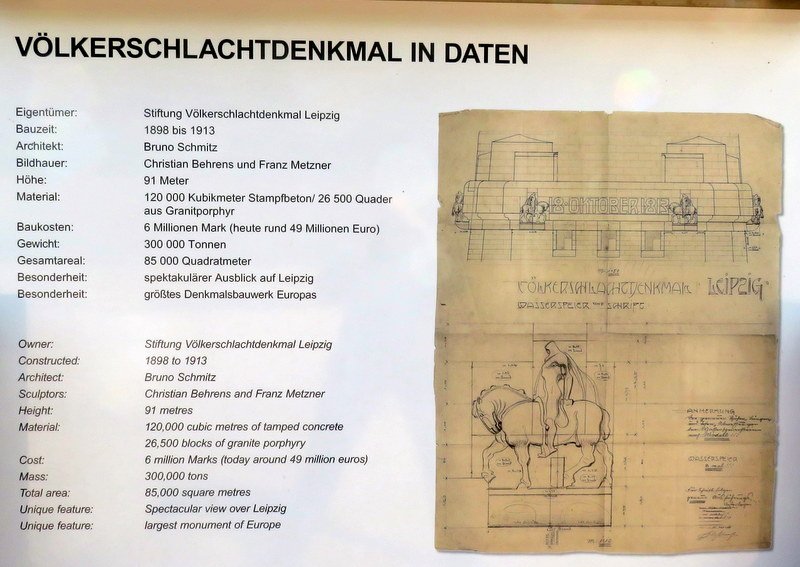 VÖLKERSCHLACHTDENKMAL IN DATEN
Eigentümer: Stiftung Völkerschlachtdenkmal Leipzig
Bauzeit: 1898 bis 1913
Architekt: Bruno Schmitz
Bildhauer: Christian Behrens und Franz Metzner
Höhe: 91 Meter
Material: 120 000 Kubikmeter Stampfbeton/ 26 500 Quader
aus Granitporphyr
Baukosten: 6 Millionen Mark (heute rund 49 Millionen Euro)
Gewicht: 300 000 Tonnen
Gesamtareal: 85 000 Quadratmeter
Besonderheit: spektakulärer Ausblick auf Leipzig
Besonderheit: größtes Denkmalsbauwerk Europas
Owner: Stiftung Völkerschlachtdenkmal Leipzig
Constructed: 1898 to 1913
Architect: Bruno Schmitz
Sculptors: Christian Behrens and Franz Metzner
Height: 91 metres
Material: 120,000 cubic metres of tamped concrete
26,500 blocks of granite porphyry
Cost: 6 million Marks (today around 49 million euros)
Mass: 300,000 tons
Total area: 85,000 square metres
Unique feature: Spectacular view over Leipzig
Unique feature: largest monument of Europe
18·OKTOBER 1813
VÖLKERSCHLACHTDENKMAL LEIPZIG
WASSERSPEIER UND SCHRIFT
ANMERKUNG
WASSERSPEIER